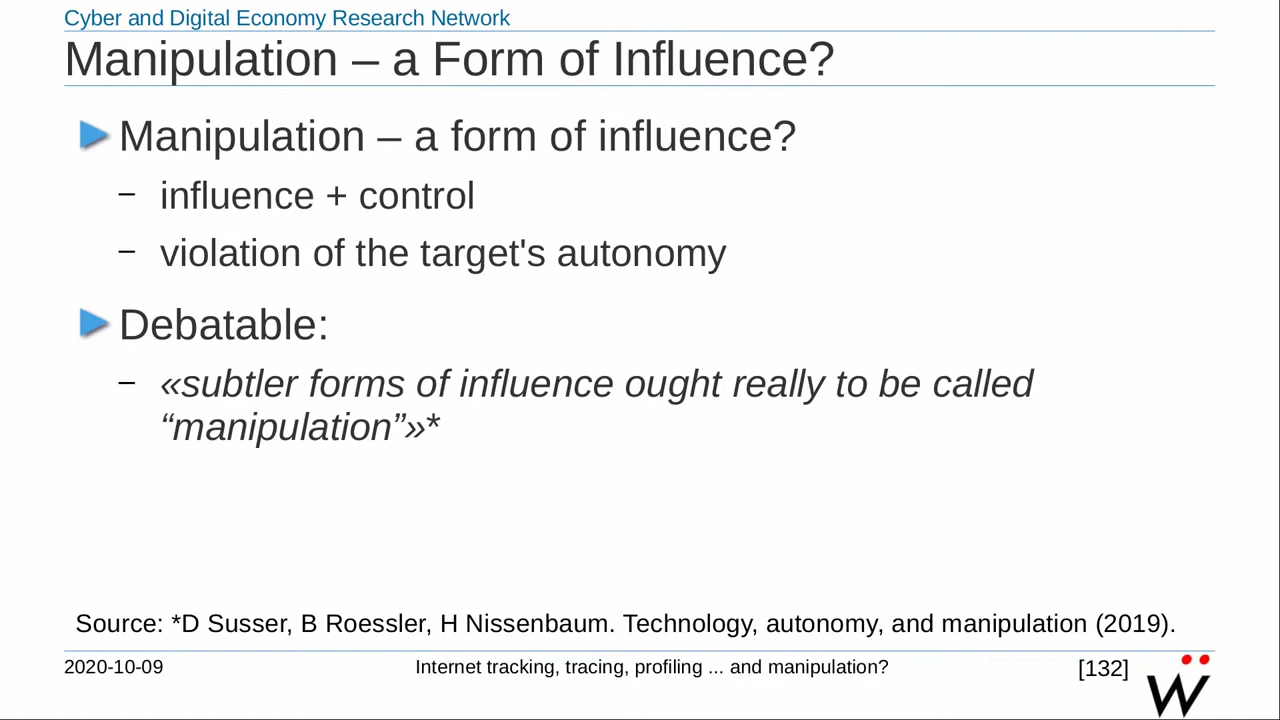 Cyber and Digital Economy Research Network
Manipulation – a Form of Influence?
Manipulation – a form of influence?
– influence + control
– violation of the target's autonomy
Debatable:
– «subtler forms of influence ought really to be called
“manipulation”»*
Source: *D Susser, B Roessler, H Nissenbaum. Technology, autonomy, and manipulation (2019).
2020-10-09 Internet tracking, tracing, profiling ... and manipulation? [132] Ẅ